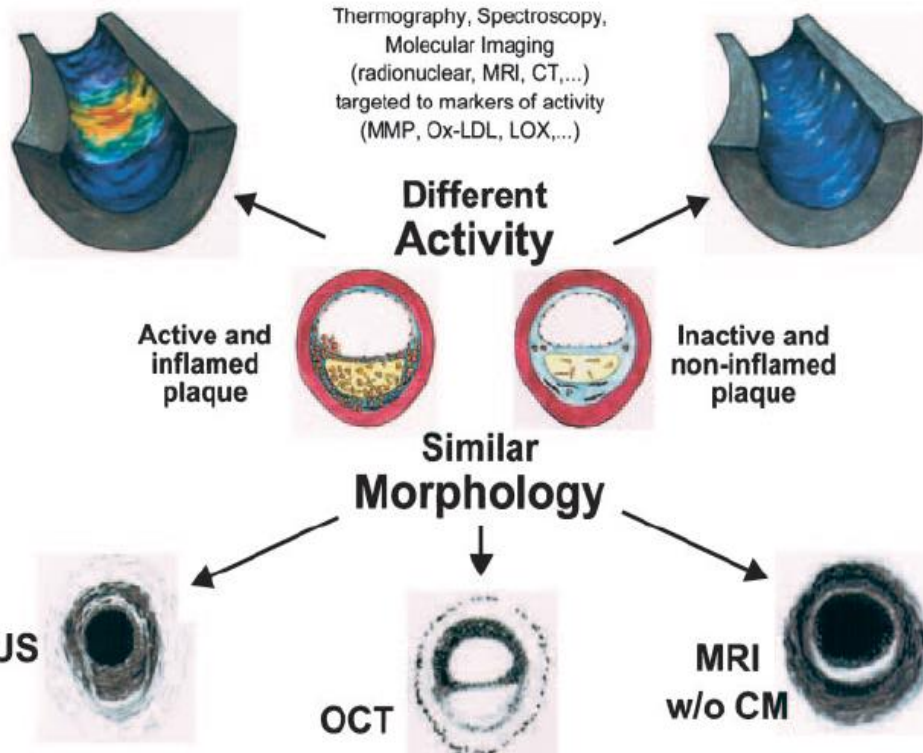 Thermography, Spectroscopy,
Molecular Imaging
(radionuclear, MRI, CT,...)
targeted to markers of activity
(MMP, Ox-LDL, LOX,...)
Different
Activity
Active and
inflamed
plaque
Inactive and
non-inflamed
plaque
Similar
Morphology
OCT
MRI
w/o CM